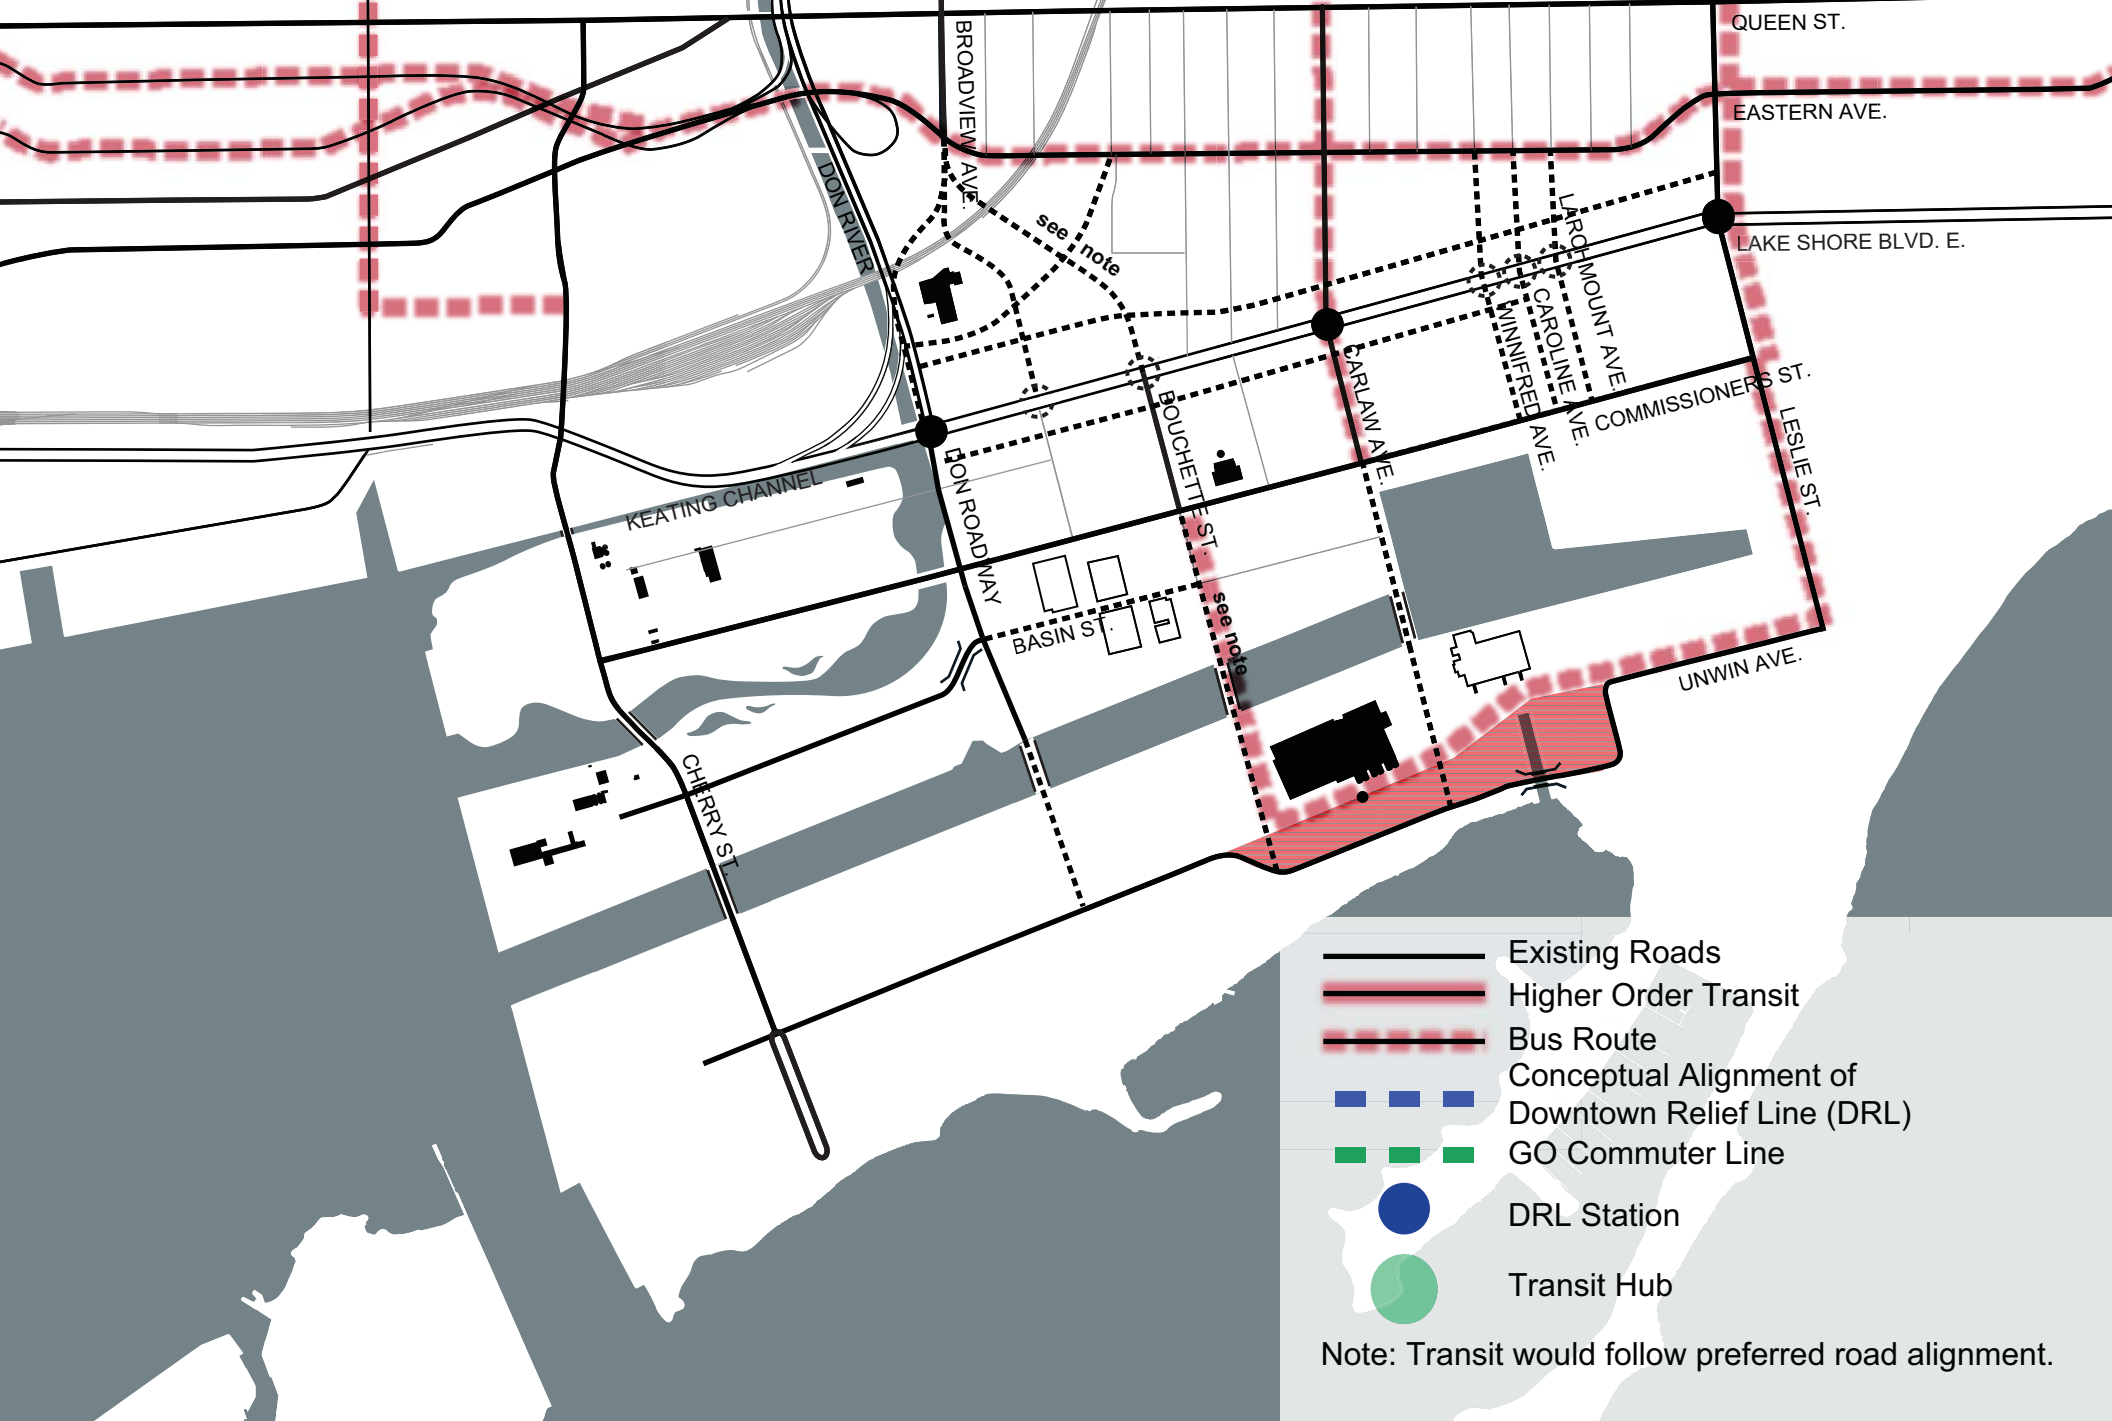 QUEEN ST.
BROADVIEW AVE.
EASTERN AVE.
DON RIVER
see note
LARCHMOUNT AVE.
LAKE SHORE BLVD. E.
WINNIFRED AVE.
CAROLINE AVE.
CARLAW AVE.
COMMISSIONERS ST.
BOUCHETTE ST.
LESLIE ST.
DON ROADWAY
KEATING CHANNEL
see note
BASIN ST.
UNWIN AVE.
CHERRY ST.
Existing Roads
Higher Order Transit
Bus Route
Conceptual Alignment of
Downtown Relief Line (DRL)
GO Commuter Line
DRL Station
Transit Hub
Note: Transit would follow preferred road alignment.